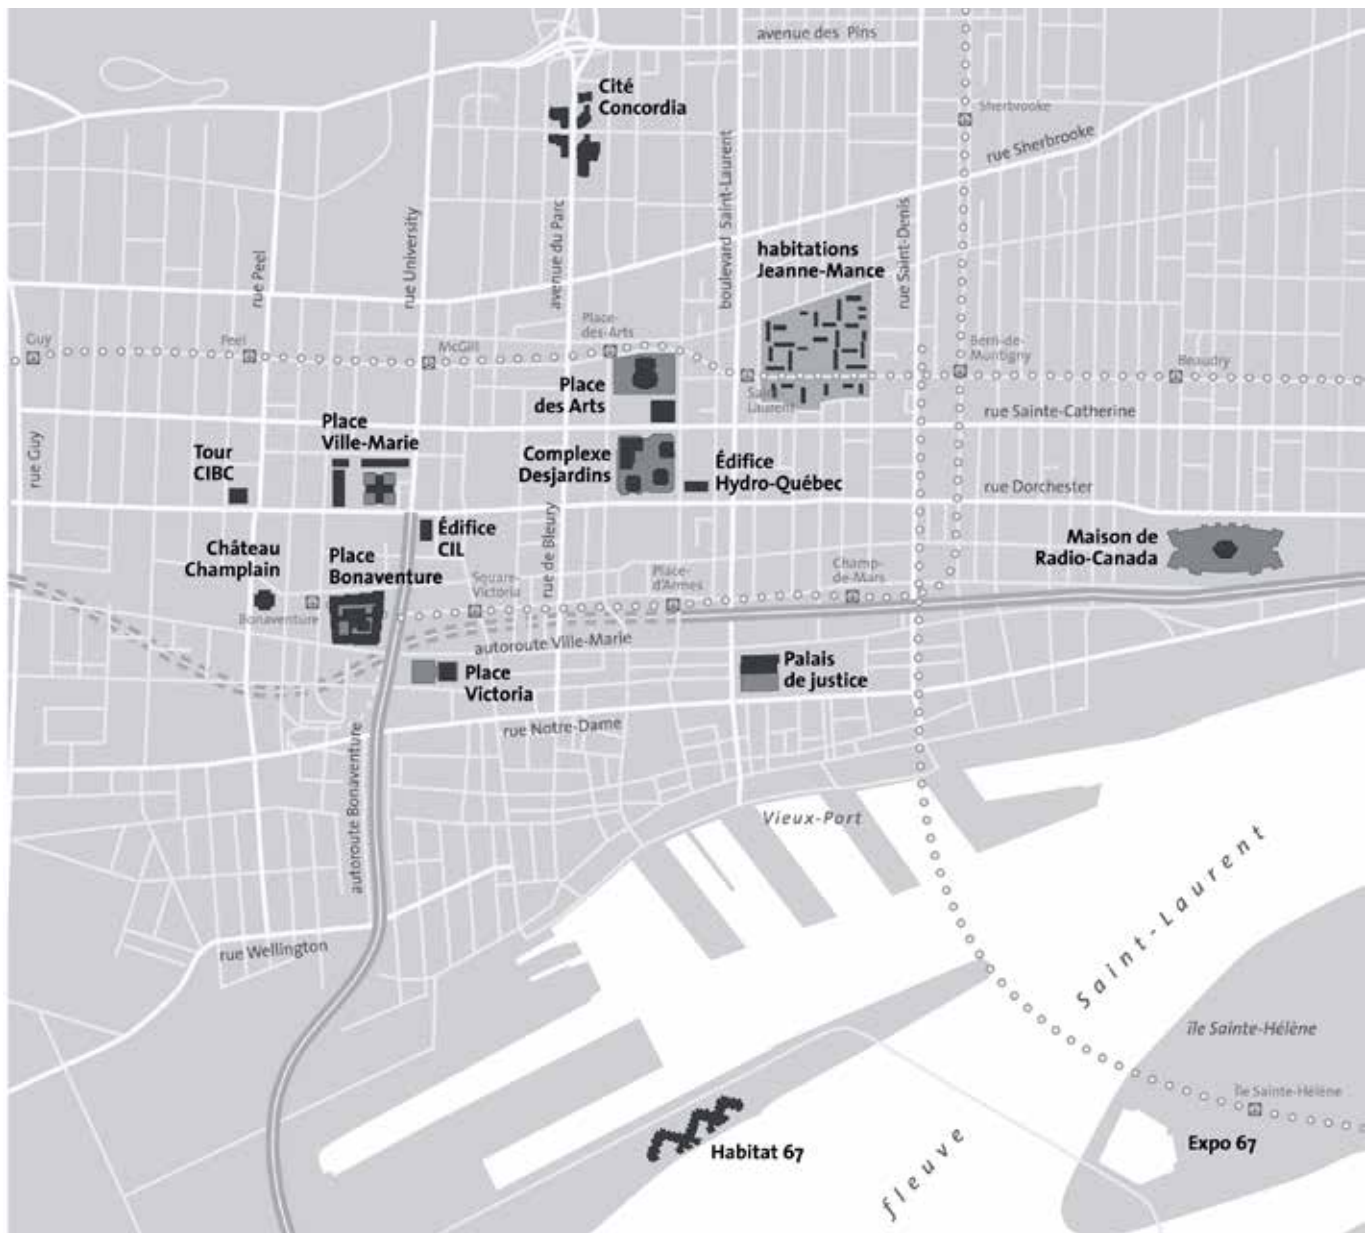 avenue des Pins
Cité
Concordia
Sherbrooke
rue Sherbrooke
boulevard Saint-Laurent
rue Saint-Denis
avenue du Parc
rue University
rue Peel
habitations
Jeanne-Mance
Guy
Peel
McGill
Place-
des-Arts
Berri-de-
Montigny
Beaudry
Place
des Arts
Saint-
Laurent
rue Sainte-Catherine
rue Guy
Tour
CIBC
Place
Ville-Marie
Complexe
Desjardins
Édifice
Hydro-Québec
rue Dorchester
Édifice
CIL
rue de Bleury
Maison de
Radio-Canada
Château
Champlain
Place
Bonaventure
Square-
Victoria
Place-
d'Armes
Champ-
de-Mars
Bonaventure
autoroute Ville-Marie
Place
Victoria
Palais
de justice
rue Notre-Dame
autoroute Bonaventure
Vieux-Port
rue Wellington
Saint-Laurent
île Sainte-Hélène
île Sainte-Hélène
Habitat 67
Expo 67
fleuve